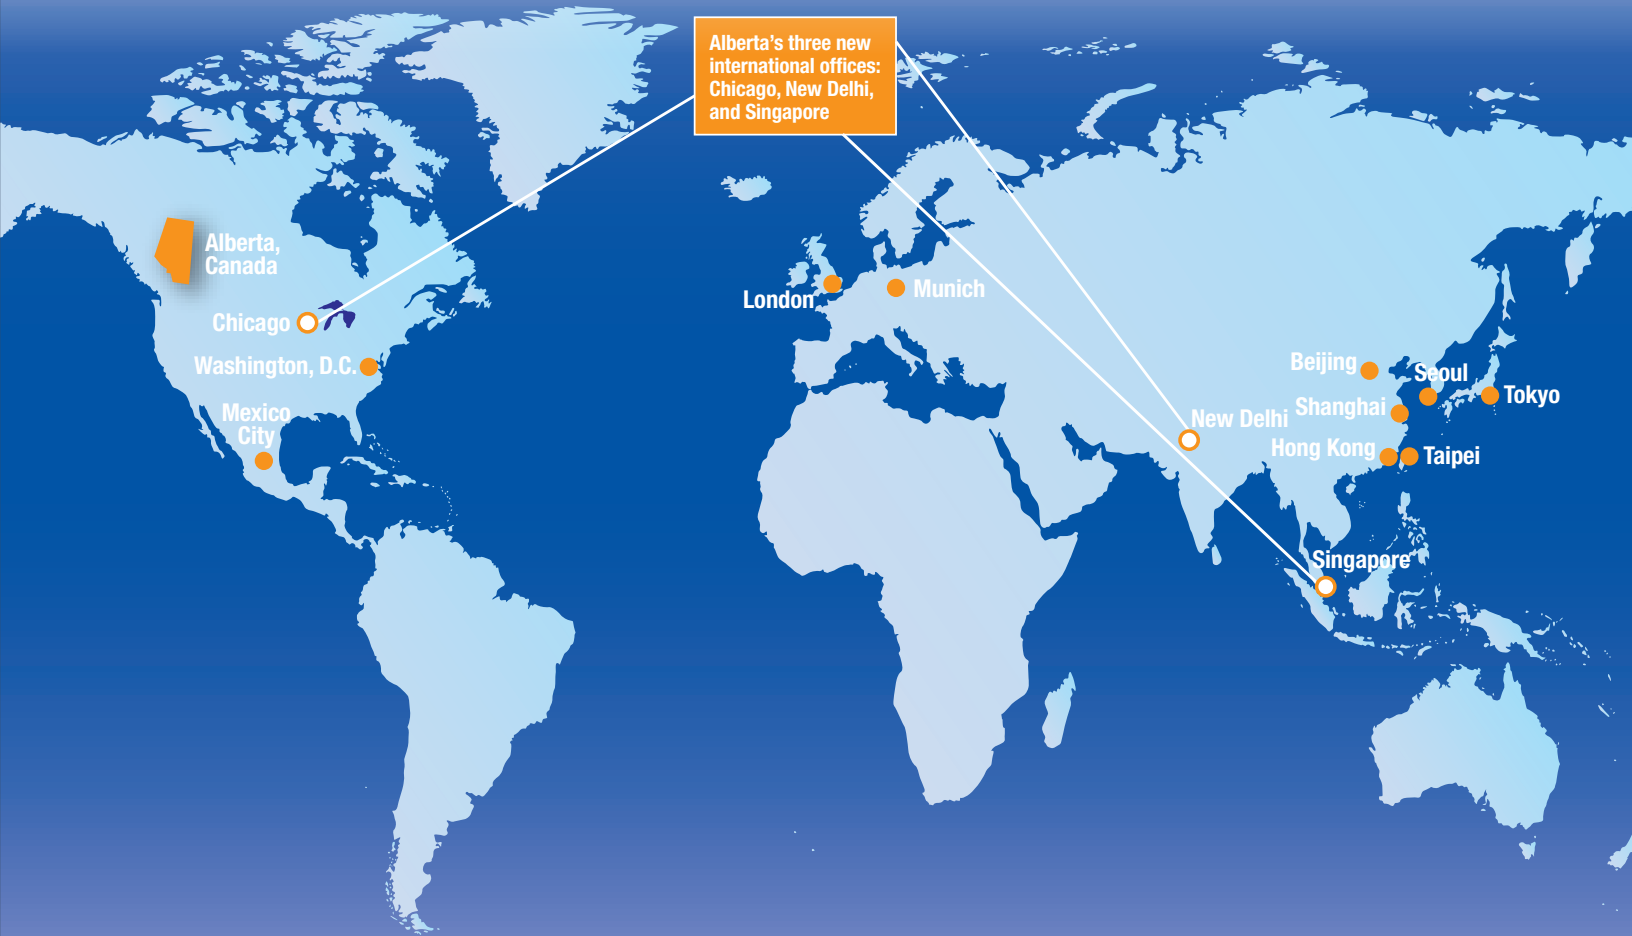 Alberta’s three new
international offices:
Chicago, New Delhi,
and Singapore
Alberta,
Canada
Chicago
Washington, D.C.
Mexico
City
London
Munich
Beijing
Seoul
Tokyo
Shanghai
New Delhi
Hong Kong
Taipei
Singapore